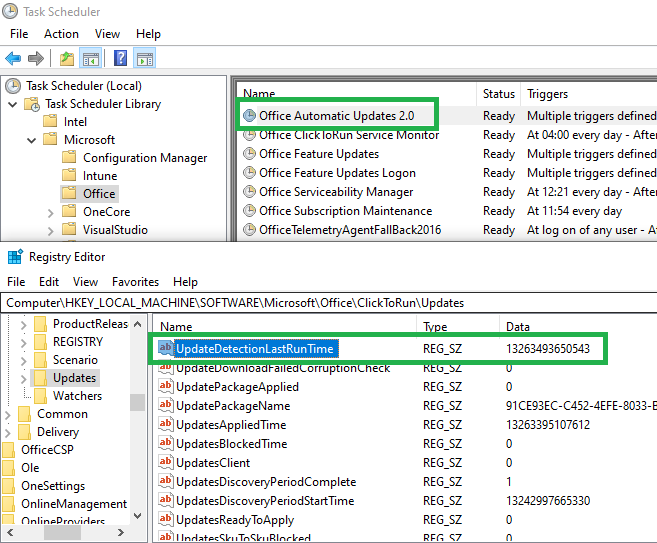 Task Scheduler
File Action View Help
Task Scheduler (Local)
Task Scheduler Library
Intel
Microsoft
Configuration Manager
Intune
Office
OneCore
VisualStudio
Name Status Triggers
Office Automatic Updates 2.0 Ready Multiple triggers defined
Office ClickToRun Service Monitor Ready At 04:00 every day - After
Office Feature Updates Ready Multiple triggers defined
Office Feature Updates Logon Ready Multiple triggers defined
Office Serviceability Manager Ready At 12:21 every day - After
Office Subscription Maintenance Ready At 11:54 every day
OfficeTelemetryAgentFallBack2016 Ready At log on of any user - Af
Registry Editor
File Edit View Favorites Help
Computer\HKEY_LOCAL_MACHINE\SOFTWARE\Microsoft\Office\ClickToRun\Updates
ProductReleas
REGISTRY
Scenario
Updates
Watchers
Common
Delivery
OfficeCSP
Ole
OneSettings
OnlineManagement
OnlineProviders
Name Type Data
UpdateDetectionLastRunTime REG_SZ 13263493650543
UpdateDownloadFailedCorruptionCheck REG_SZ 0
UpdatePackageApplied REG_SZ 0
UpdatePackageName REG_SZ 91CE93EC-C452-4EFE-8033-B
UpdatesAppliedTime REG_SZ 13263395107612
UpdatesBlockedTime REG_SZ 0
UpdatesClient REG_SZ 0
UpdatesDiscoveryPeriodComplete REG_SZ 1
UpdatesDiscoveryPeriodStartTime REG_SZ 13242997665330
UpdatesReadyToApply REG_SZ 0
UpdatesSkuToSkuBlocked REG_SZ 0